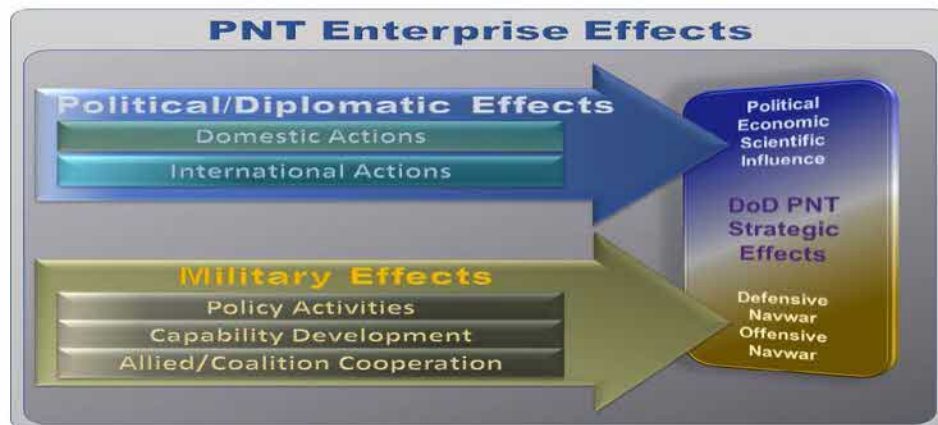 PNT Enterprise Effects
Political/Diplomatic Effects
Domestic Actions
International Actions
Military Effects
Policy Activities
Capability Development
Allied/Coalition Cooperation
Political
Economic
Scientific
Influence
DoD PNT
Strategic
Effects
Defensive
Navwar
Offensive
Navwar